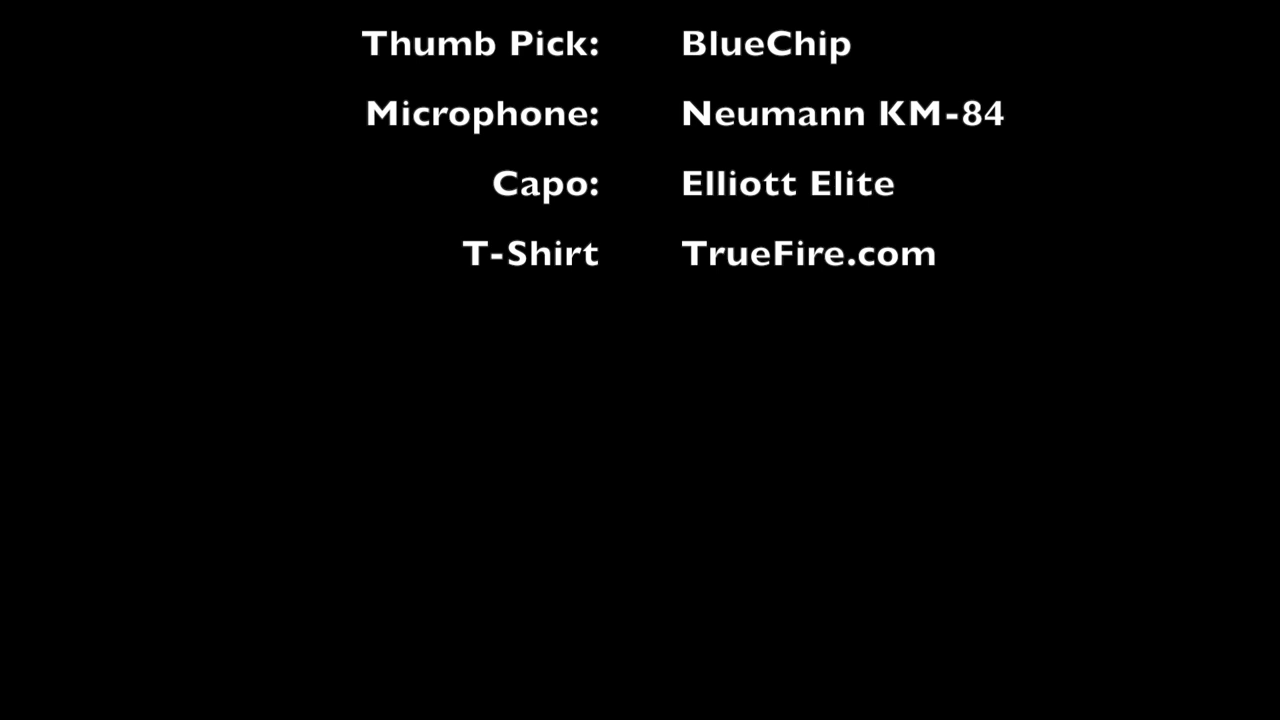 Thumb Pick: BlueChip
Microphone: Neumann KM-84
Capo: Elliott Elite
T-Shirt TrueFire.com